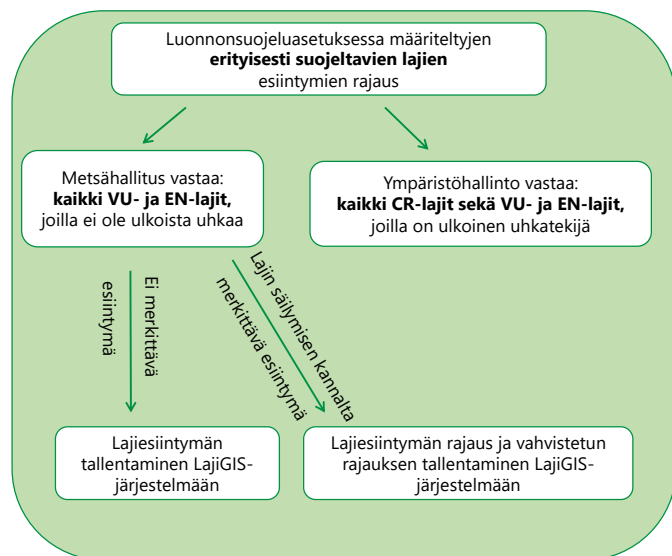 Luonnonsuojeluasetuksessa määriteltyjen
erityisesti suojeltavien lajien
esiintymien rajaus
Metsähallitus vastaa:
kaikki VU- ja EN-lajit,
joilla ei ole ulkoista uhkaa
Ympäristöhallinto vastaa:
kaikki CR-lajit sekä VU- ja EN-lajit,
joilla on ulkoinen uhkatekijä
Ei merkittävä
esiintymä
Lajin säilymisen kannalta
merkittävä esiintymä
Lajiesiintymän
tallentaminen LajiGIS-
järjestelmään
Lajiesiintymän rajaus ja vahvistetun
rajauksen tallentaminen LajiGIS-
järjestelmään